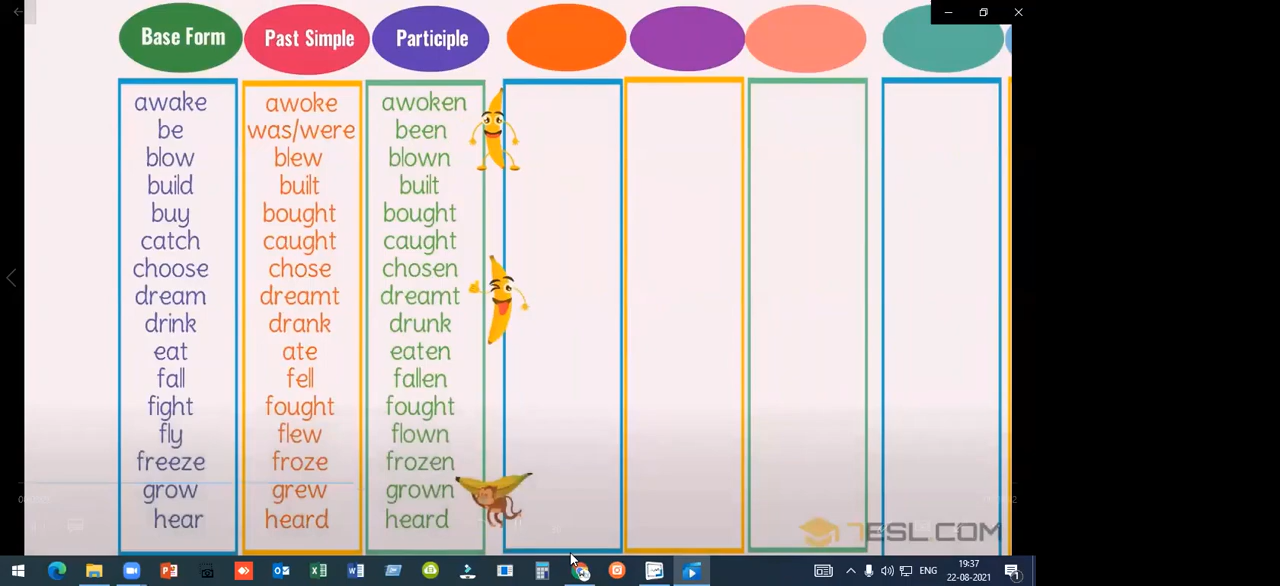 Base Form Past Simple Participle
awake awoke awoken
be was/were been
blow blew blown
build built built
buy bought bought
catch caught caught
choose chose chosen
dream dreamt dreamt
drink drank drunk
eat ate eaten
fall fell fallen
fight fought fought
fly flew flown
freeze froze frozen
grow grew grown
hear heard heard
7ESL.COM
ENG
19:37
22-08-2021